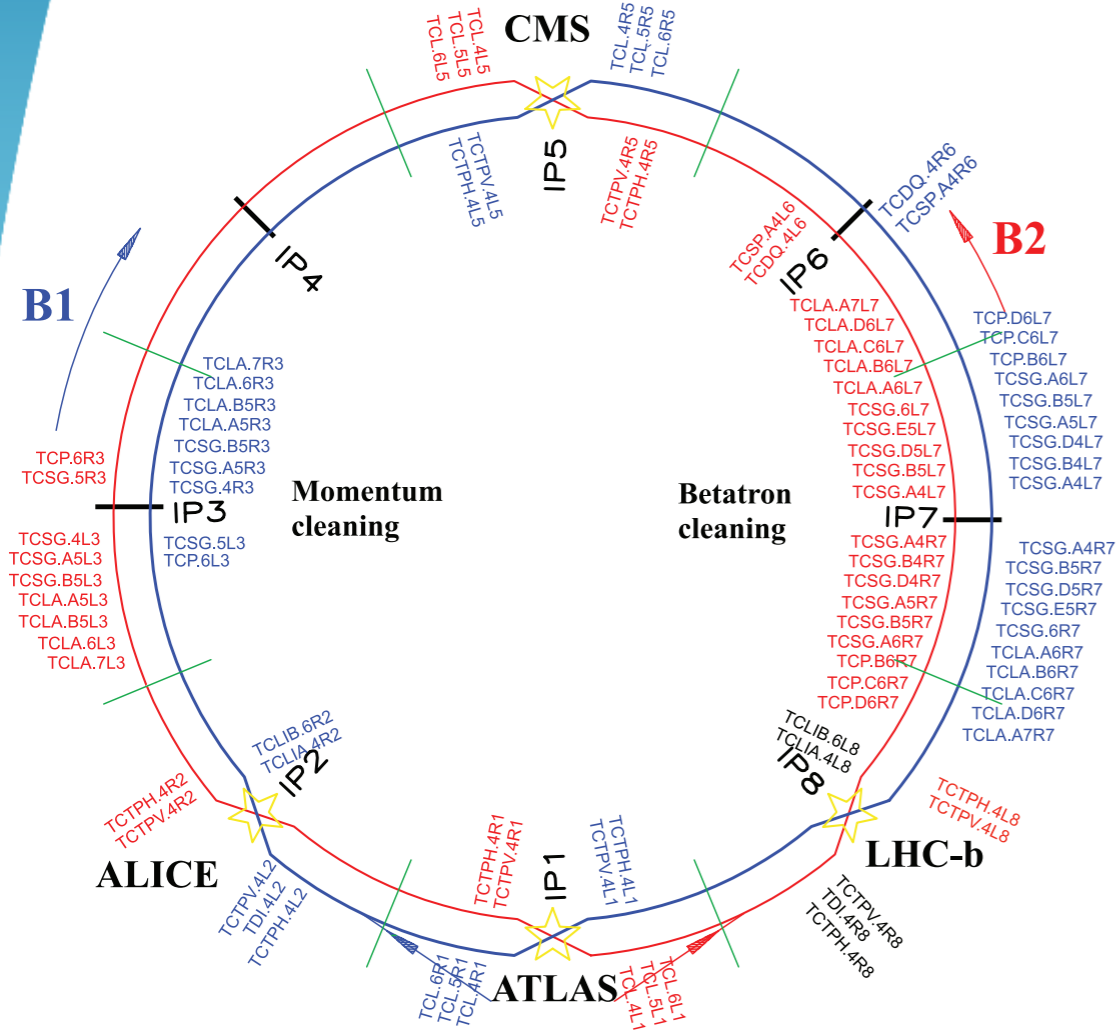 CMS
TCL.6L5
TCL.5L5
TCL.4L5
TCL.4R5
TCL.5R5
TCL.6R5
TCTPH.4L5
TCTPV.4L5
IP5
TCTPV.4R5
TCTPH.4R5
TCDQ.4R6
TCSP.A4R6
TCSP.A4L6
TCDQ.4L6
IP6
B2
IP4
B1
TCLA.7R3
TCLA.6R3
TCLA.B5R3
TCLA.A5R3
TCSG.B5R3
TCSG.A5R3
TCSG.4R3
TCP.6R3
TCSG.5R3
IP3
TCSG.5L3
TCP.6L3
TCSG.4L3
TCSG.A5L3
TCSG.B5L3
TCLA.A5L3
TCLA.B5L3
TCLA.6L3
TCLA.7L3
Momentum
cleaning
Betatron
cleaning
TCLA.A7L7
TCLA.D6L7
TCLA.C6L7
TCLA.B6L7
TCLA.A6L7
TCSG.6L7
TCSG.E5L7
TCSG.D5L7
TCSG.B5L7
TCSG.A4L7
TCP.D6L7
TCP.C6L7
TCP.B6L7
TCSG.A6L7
TCSG.B5L7
TCSG.A5L7
TCSG.D4L7
TCSG.B4L7
TCSG.A4L7
IP7
TCSG.A4R7
TCSG.B4R7
TCSG.D4R7
TCSG.A5R7
TCSG.B5R7
TCSG.A6R7
TCP.B6R7
TCP.C6R7
TCP.D6R7
TCSG.A4R7
TCSG.B5R7
TCSG.D5R7
TCSG.E5R7
TCSG.6R7
TCLA.A6R7
TCLA.B6R7
TCLA.C6R7
TCLA.D6R7
TCLA.A7R7
TCLIB.6R2
TCLIA.4R2
IP2
TCTPH.4R2
TCTPV.4R2
ALICE
TCTPV.4L2
TDI.4L2
TCTPH.4L2
TCLIB.6L8
TCLIA.4L8
IP8
TCTPH.4L8
TCTPV.4L8
LHC-b
TCTPV.4R8
TDI.4R8
TCTPH.4R8
TCTPH.4R1
TCTPV.4R1
IP1
TCTPH.4L1
TCTPV.4L1
TCL.6R1
TCL.5R1
TCL.4R1
ATLAS
TCL.4L1
TCL.5L1
TCL.6L1